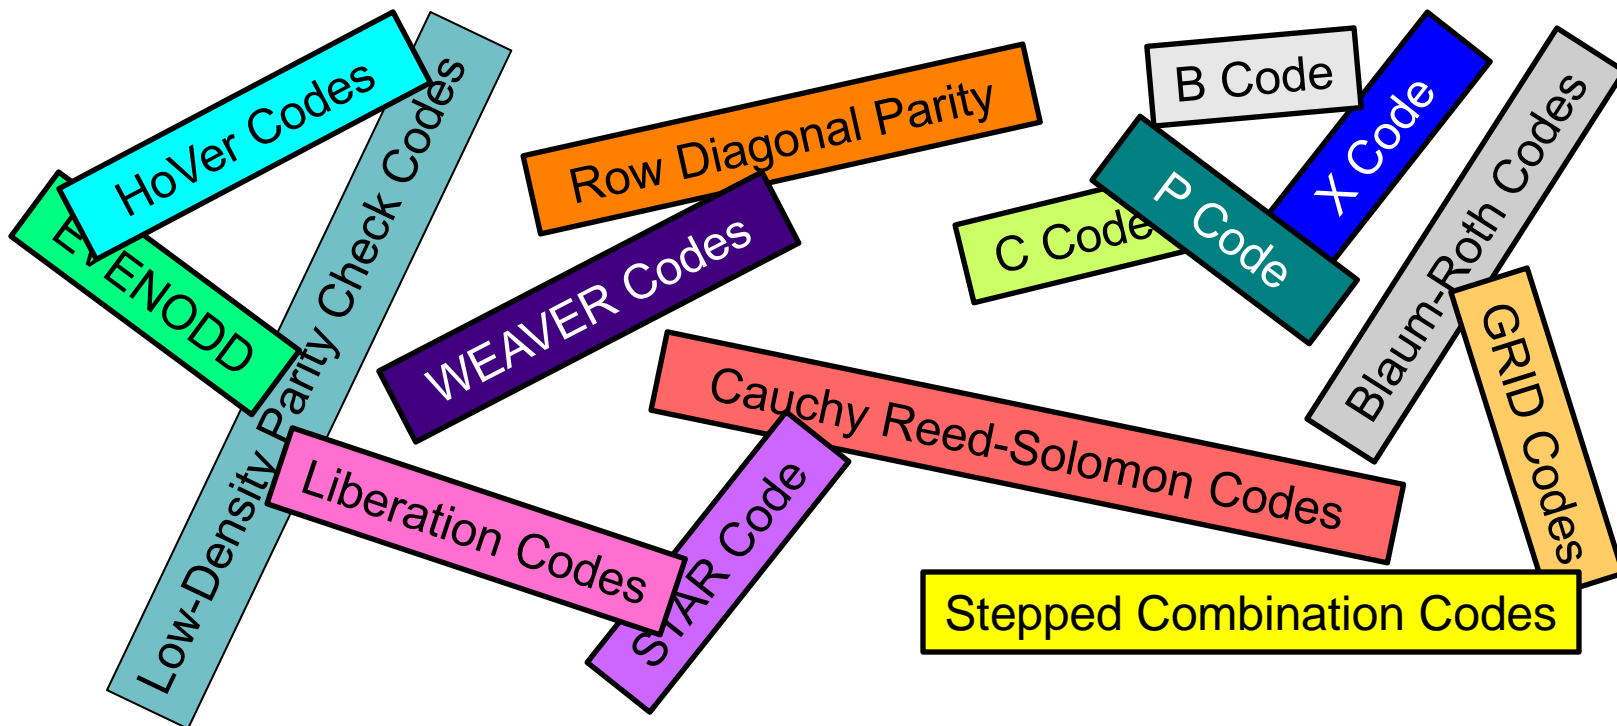 HoVer Codes
Low-Density Parity Check Codes
EVENODD
Row Diagonal Parity
WEAVER Codes
B Code
X Code
P Code
C Code
Blaum-Roth Codes
GRID Codes
Cauchy Reed-Solomon Codes
Liberation Codes
STAR Code
Stepped Combination Codes